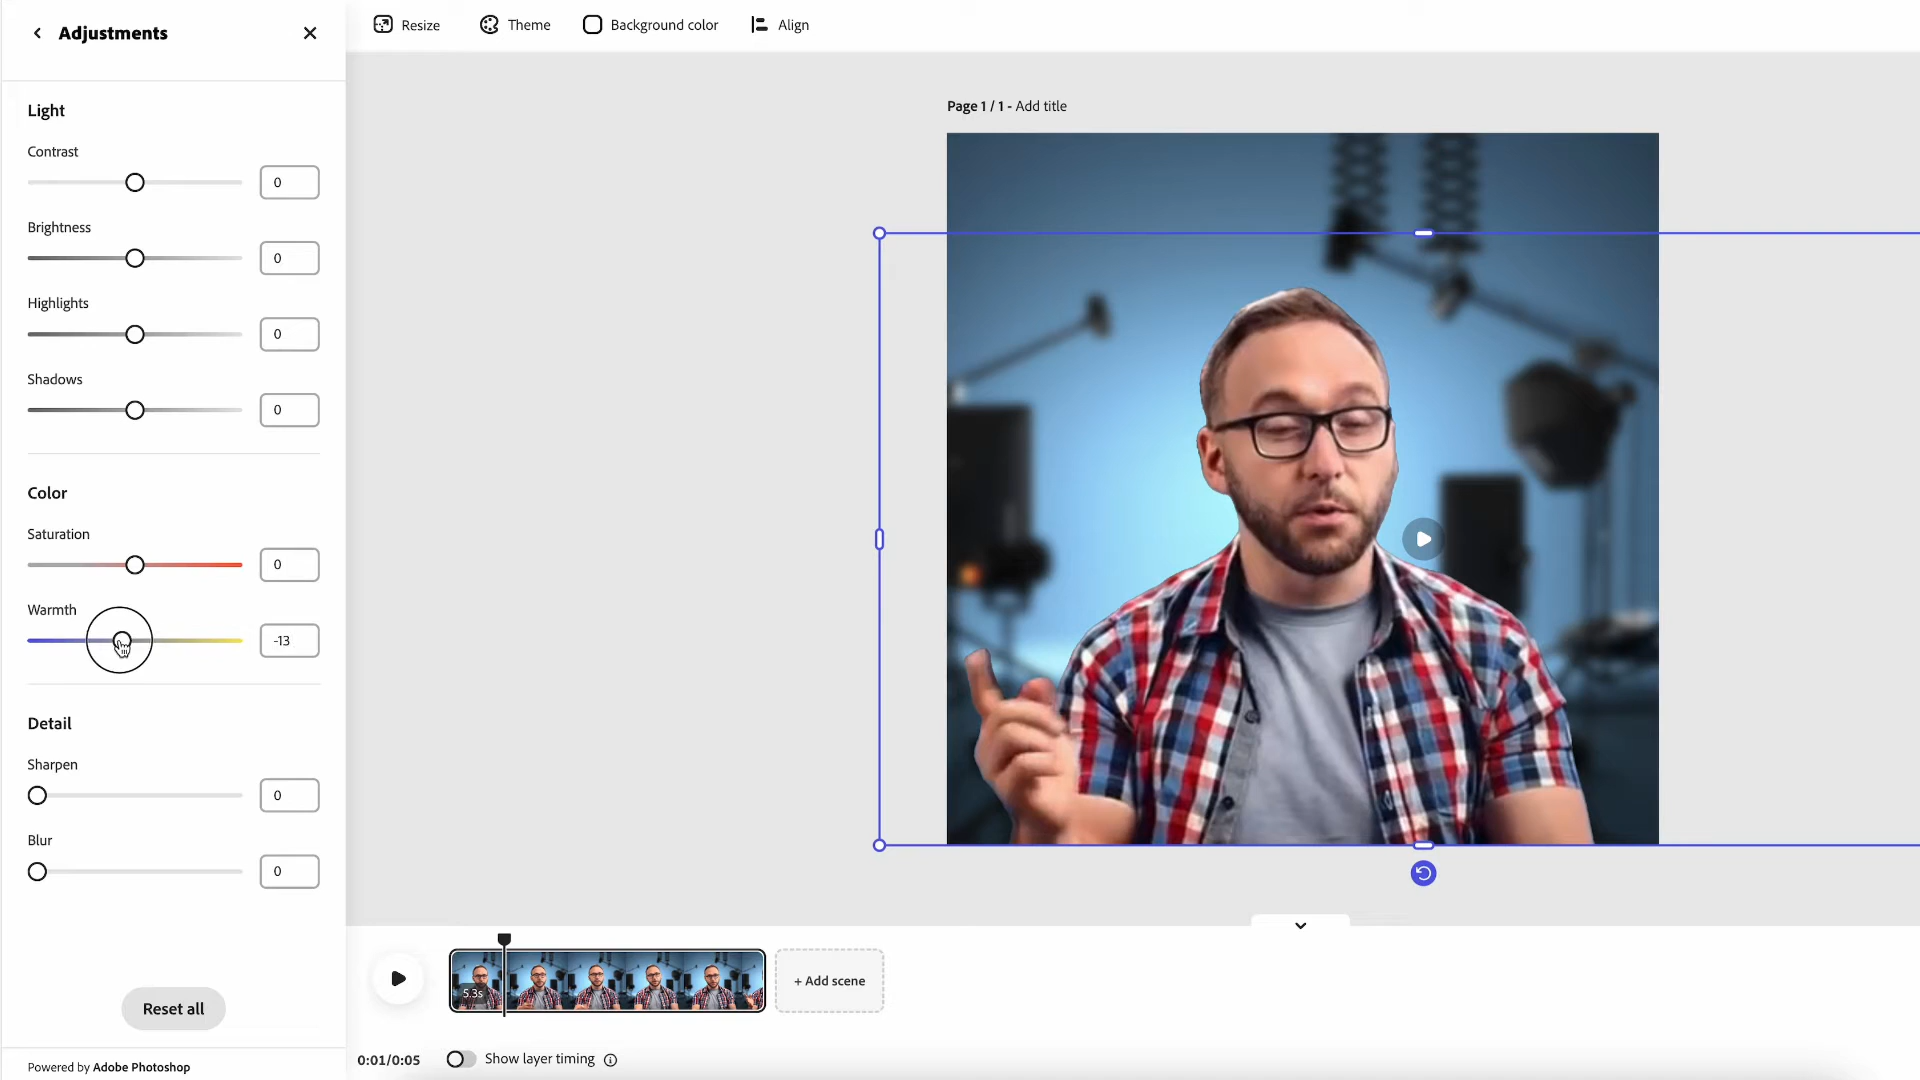 Adjustments
Resize
Theme
Background color
Align
Light
Contrast
0
Brightness
0
Highlights
0
Shadows
0
Color
Saturation
0
Warmth
-13
Detail
Sharpen
0
Blur
0
Reset all
Powered by Adobe Photoshop
Page 1 / 1 - Add title
5.3s
+ Add scene
0:01/0:05
Show layer timing